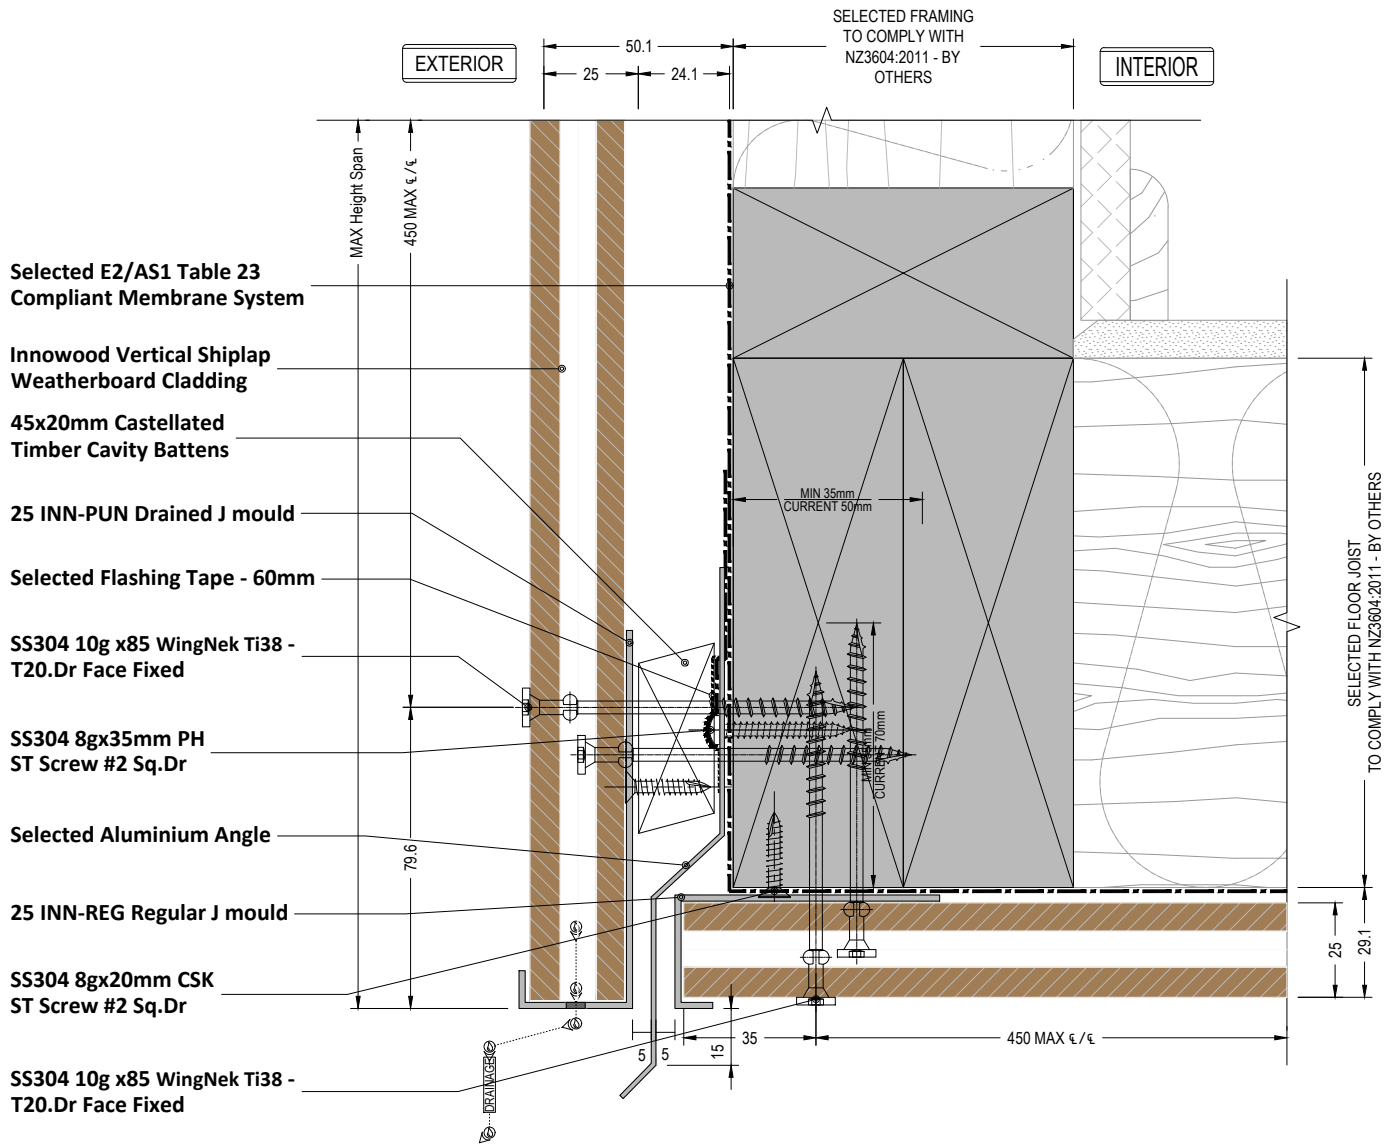 SELECTED FRAMING
TO COMPLY WITH
NZ3604:2011 - BY
OTHERS
EXTERIOR
INTERIOR
50.1
25
24.1
MAX Height Span
450 MAX ℄/℄
Selected E2/AS1 Table 23
Compliant Membrane System
Innowood Vertical Shiplap
Weatherboard Cladding
45x20mm Castellated
Timber Cavity Battens
25 INN-PUN Drained J mould
Selected Flashing Tape - 60mm
SS304 10g x85 WingNek Ti38 -
T20.Dr Face Fixed
SS304 8gx35mm PH
ST Screw #2 Sq.Dr
Selected Aluminium Angle
25 INN-REG Regular J mould
SS304 8gx20mm CSK
ST Screw #2 Sq.Dr
SS304 10g x85 WingNek Ti38 -
T20.Dr Face Fixed
MIN 35mm
CURRENT 50mm
CURRENT 70mm
SELECTED FLOOR JOIST
TO COMPLY WITH NZ3604:2011 - BY OTHERS
79.6
25
29.1
35
450 MAX ℄/℄
5
5
15
DRAINAGE